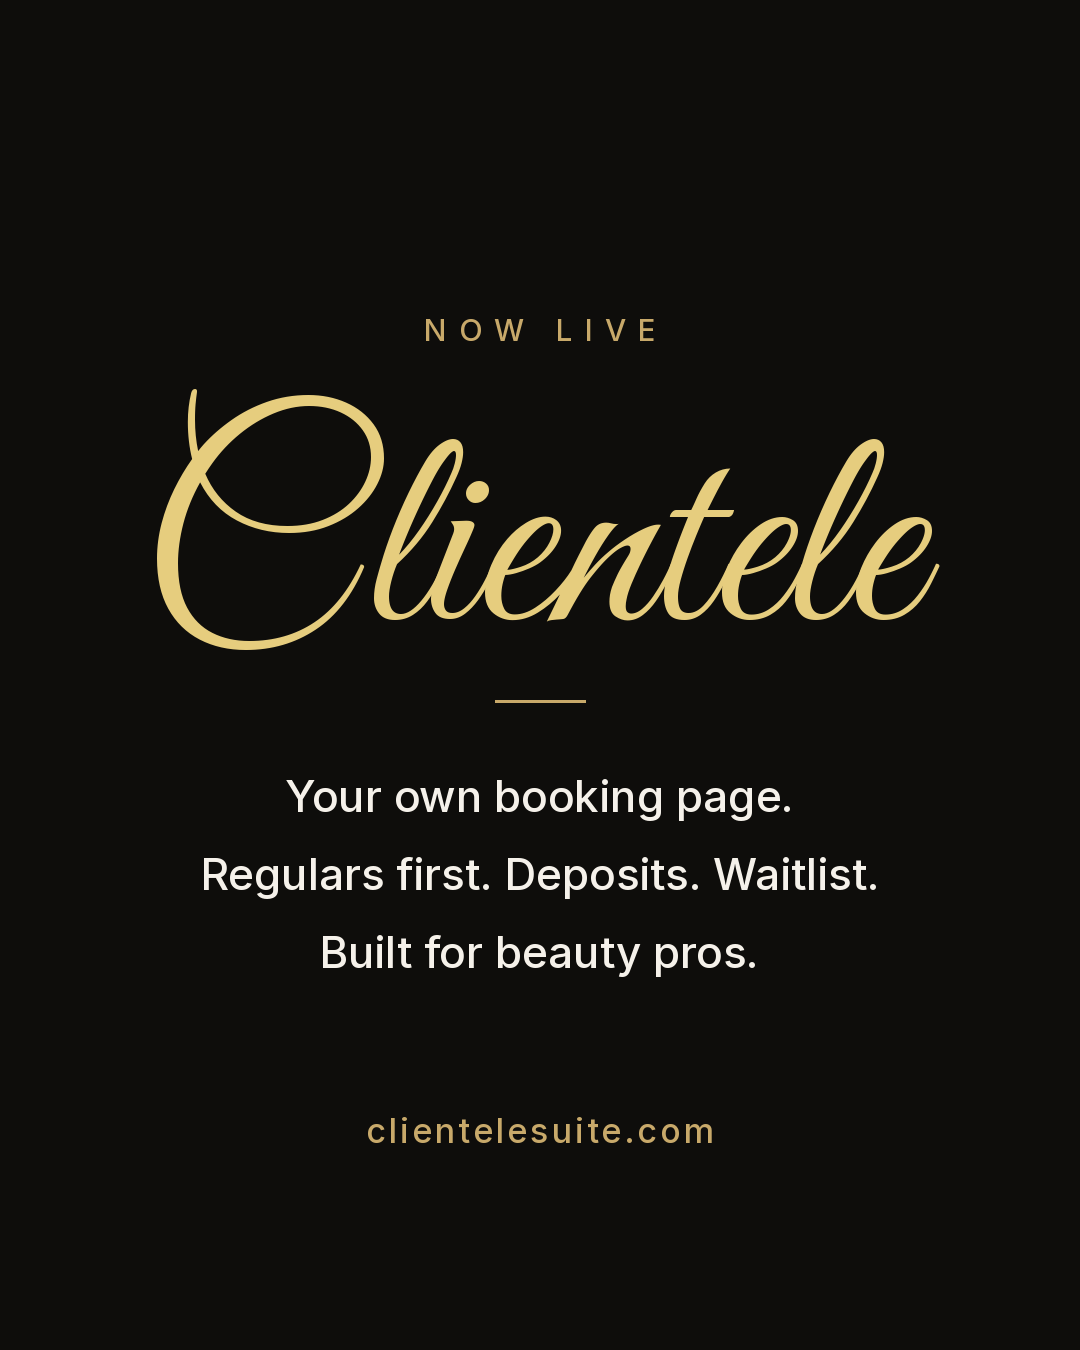 NOW LIVE
Clientele
Your own booking page.
Regulars first. Deposits. Waitlist.
Built for beauty pros.
clientelesuite.com